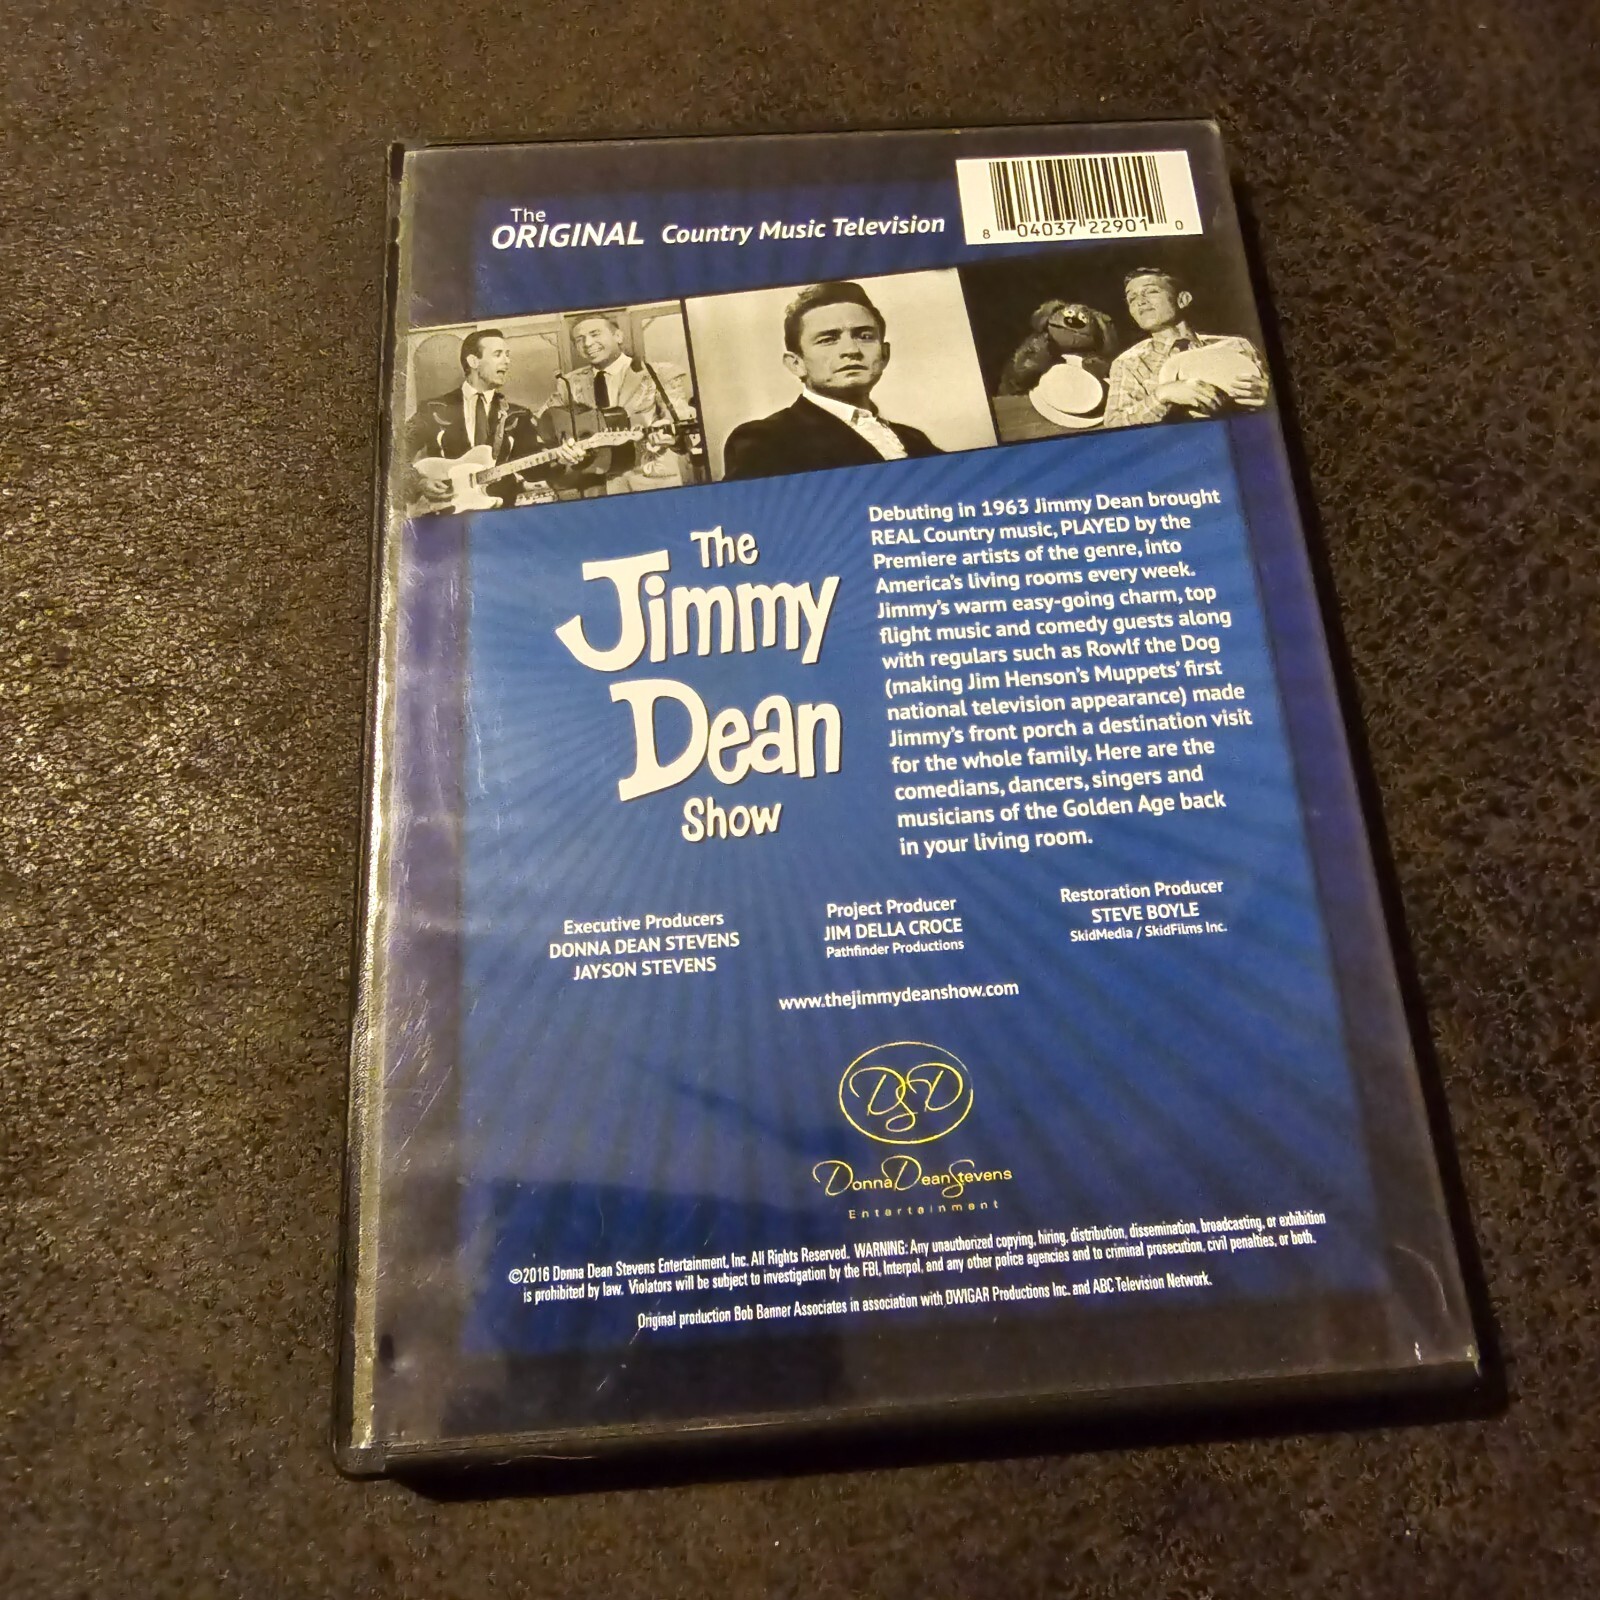 The
ORIGINAL Country Music Television
8 04037 22901 0
The
Jimmy
Dean
Show
Debuting in 1963 Jimmy Dean brought
REAL Country music, PLAYED by the
Premiere artists of the genre, into
America's living rooms every week.
Jimmy's warm easy-going charm, top
flight music and comedy guests along
with regulars such as Rowlf the Dog
(making Jim Henson's Muppets' first
national television appearance) made
Jimmy's front porch a destination visit
for the whole family. Here are the
comedians, dancers, singers and
musicians of the Golden Age back
in your living room.
Executive Producers
DONNA DEAN STEVENS
JAYSON STEVENS
Project Producer
JIM DELLA CROCE
Pathfinder Productions
Restoration Producer
STEVE BOYLE
SkidMedia / SkidFilms Inc.
www.thejimmydeanshow.com
DSD
Donna Dean Stevens
Entertainment
©2016 Donna Dean Stevens Entertainment, Inc. All Rights Reserved. WARNING: Any unauthorized copying, hiring, distribution, dissemination, broadcasting, or exhibition
is prohibited by law. Violators will be subject to investigation by the FBI, Interpol, and any other police agencies and to criminal prosecution, civil penalties, or both.
Original production Bob Banner Associates in association with DWIGAR Productions Inc. and ABC Television Network.